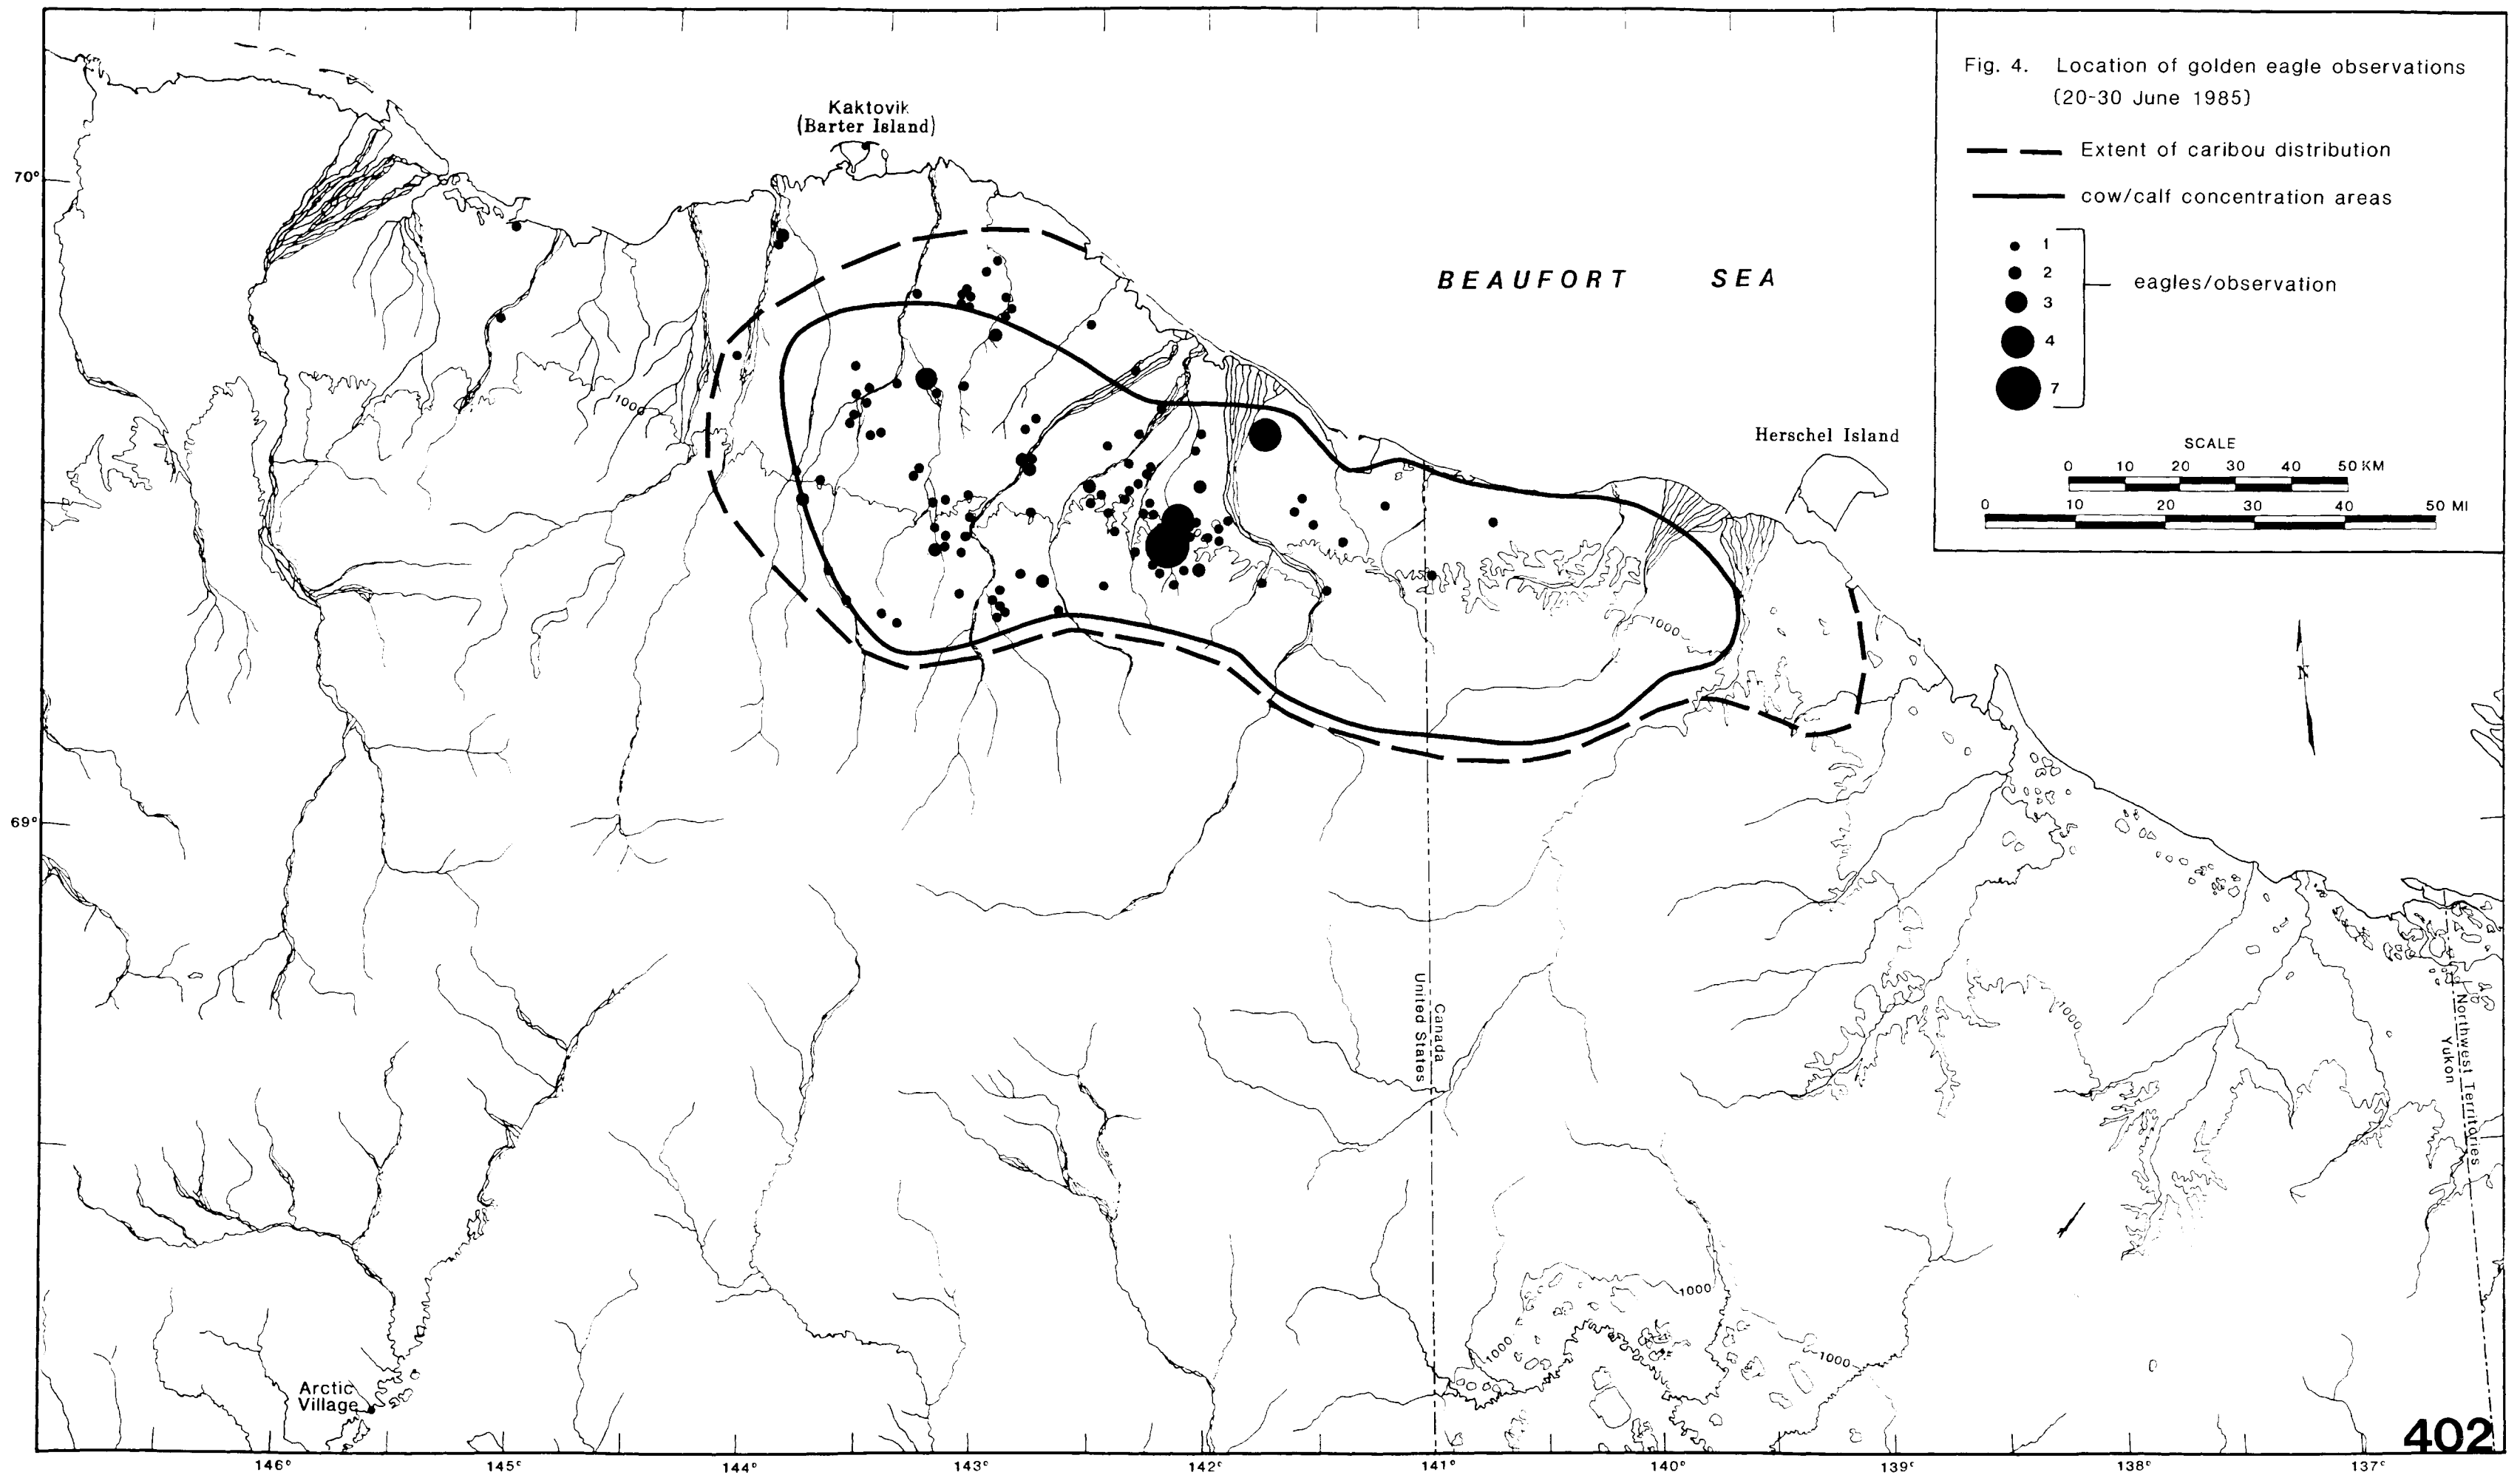 Fig. 4. Location of golden eagle observations
(20-30 June 1985)
Extent of caribou distribution
cow/calf concentration areas
1
2
3
4
7
eagles/observation
SCALE
0 10 20 30 40 50 KM
0 10 20 30 40 50 MI
Kaktovik
(Barter Island)
70°
BEAUFORT SEA
1000
Herschel Island
1000
N
69°
United States
Canada
1000
Northwest Territories
Yukon
1000
1000
1000
Arctic
Village
402
146° 145° 144° 143° 142° 141° 140° 139° 138° 137°